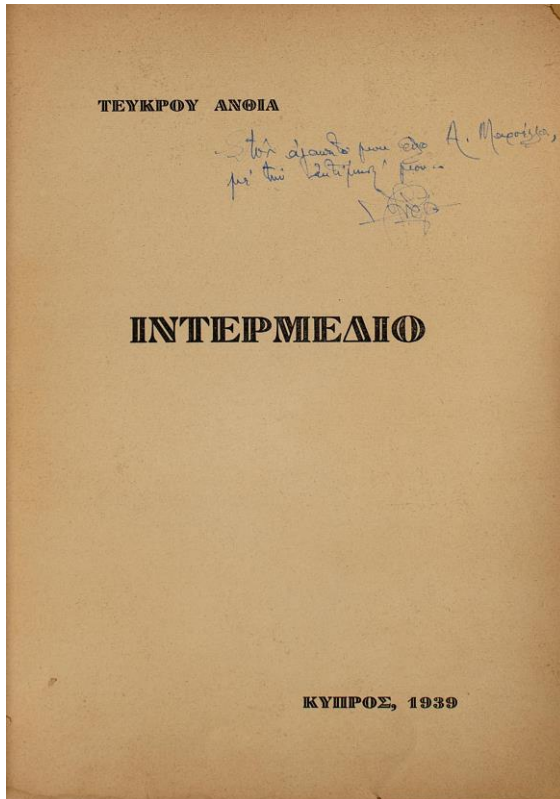 ΤΕΥΚΡΟΥ ΑΝΘΙΑ
Τον αγαπητό μου φίλο Α.
με την εκτίμησή μου
ΙΝΤΕΡΜΕΔΙΟ
ΚΥΠΡΟΣ, 1939